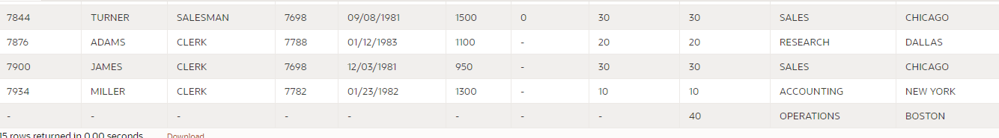 7844 TURNER SALESMAN 7698 09/08/1981 1500 0 30 30 SALES CHICAGO
7876 ADAMS CLERK 7788 01/12/1983 1100 - 20 20 RESEARCH DALLAS
7900 JAMES CLERK 7698 12/03/1981 950 - 30 30 SALES CHICAGO
7934 MILLER CLERK 7782 01/23/1982 1300 - 10 10 ACCOUNTING NEW YORK
- - - - - - - - 40 OPERATIONS BOSTON
15 rows returned in 0.00 seconds Download